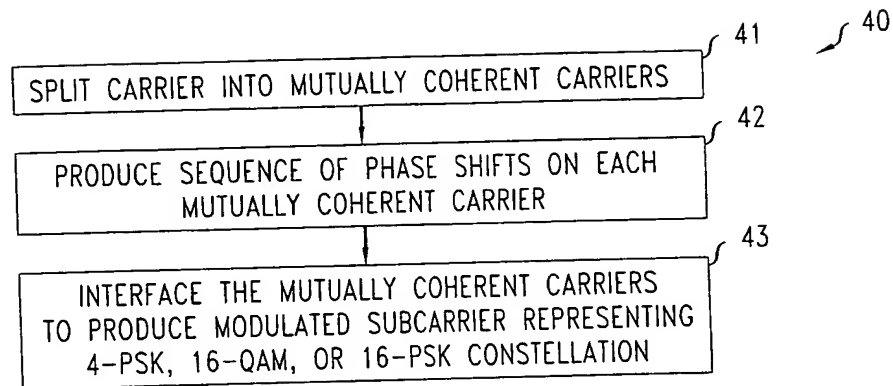 40
41
SPLIT CARRIER INTO MUTUALLY COHERENT CARRIERS
42
PRODUCE SEQUENCE OF PHASE SHIFTS ON EACH
MUTUALLY COHERENT CARRIER
43
INTERFACE THE MUTUALLY COHERENT CARRIERS
TO PRODUCE MODULATED SUBCARRIER REPRESENTING
4-PSK, 16-QAM, OR 16-PSK CONSTELLATION